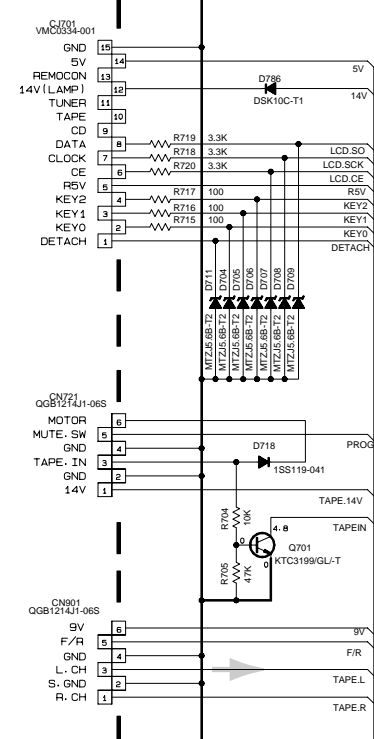 CJ701
VMC0334-001
GND 15
5V 14 5V
REMOCON 13 D786
14V(LAMP) 12 14V
TUNER 11 DSK10C-T1
TAPE 10
CD 9
DATA 8 R719 3.3K LCD.SO
CLOCK 7 R718 3.3K LCD.SCK
CE 6 R720 3.3K LCD.CE
R5V 5 R5V
KEY2 4 R717 100 KEY2
KEY1 3 R716 100 KEY1
KEY0 2 R715 100 KEY0
DETACH 1 DETACH
D711 D704 D705 D706 D707 D708 D709
MTZJ5.6B-T2 MTZJ5.6B-T2 MTZJ5.6B-T2 MTZJ5.6B-T2 MTZJ5.6B-T2 MTZJ5.6B-T2 MTZJ5.6B-T2
CN721
QGB1214J1-06S
MOTOR 6
MUTE.SW 5 PROG
GND 4 D718
TAPE.IN 3 1SS119-041
GND 2
14V 1 TAPE.14V
R704 10K
4.8 TAPEIN
0 Q701
KTC3199/GL/-T
0
R705 47K
CN901
QGB1214J1-06S
9V 6 9V
F/R 5 F/R
GND 4
L.CH 3 TAPE.L
S.GND 2
R.CH 1 TAPE.R